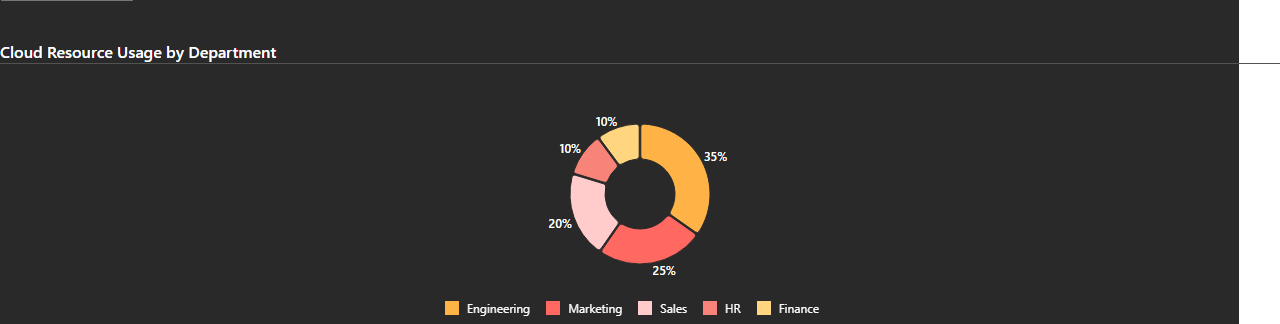 Cloud Resource Usage by Department
10%
35%
10%
20%
25%
Engineering Marketing Sales HR Finance